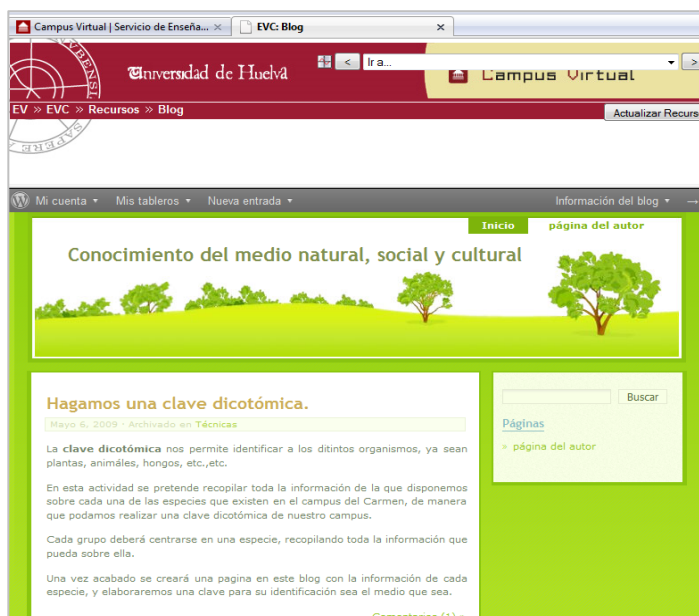 Campus Virtual | Servicio de Enseña...
EVC: Blog
Universidad de Huelva
Ir a...
Campus Virtual
EV » EVC » Recursos » Blog
Actualizar Recurs
SAPERE A
Mi cuenta
Mis tableros
Nueva entrada
Información del blog
Inicio
página del autor
Conocimiento del medio natural, social y cultural
Hagamos una clave dicotómica.
Mayo 6, 2009 · Archivado en Técnicas
La clave dicotómica nos permite identificar a los ditintos organismos, ya sean
plantas, animáles, hongos, etc.,etc.
En esta actividad se pretende recopilar toda la información de la que disponemos
sobre cada una de las especies que existen en el campus del Carmen, de manera
que podamos realizar una clave dicotómica de nuestro campus.
Cada grupo deberá centrarse en una especie, recopilando toda la información que
pueda sobre ella.
Una vez acabado se creará una pagina en este blog con la información de cada
especie, y elaboraremos una clave para su identificación sea el medio que sea.
Comentarios (1) »
Buscar
Páginas
» página del autor